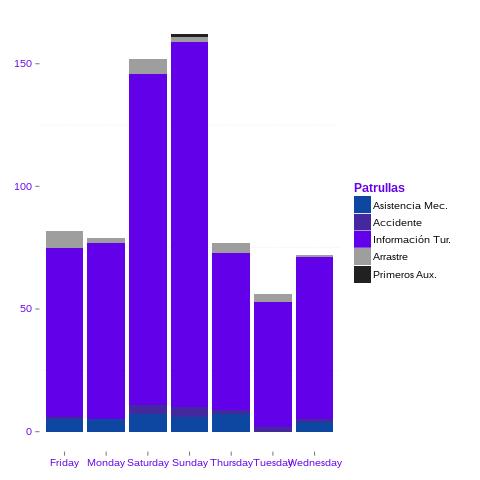 150
100
50
0
Friday Monday Saturday Sunday Thursday Tuesday Wednesday
Patrullas
Asistencia Mec.
Accidente
Información Tur.
Arrastre
Primeros Aux.